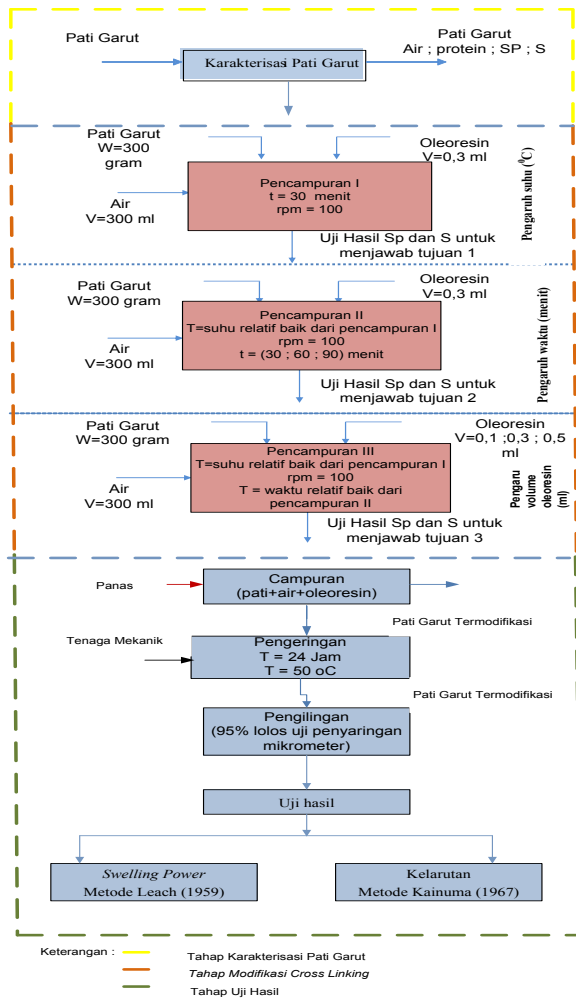 Pati Garut
Karakterisasi Pati Garut
Pati Garut
Air ; protein ; SP ; S
Pati Garut
W=300
gram
Oleoresin
V=0,3 ml
Air
V=300 ml
Pencampuran I
t = 30 menit
rpm = 100
Uji Hasil Sp dan S untuk
menjawab tujuan 1
Pengaruh suhu (⁰C)
Pati Garut
W=300 gram
Oleoresin
V=0,3 ml
Air
V=300 ml
Pencampuran II
T=suhu relatif baik dari pencampuran I
rpm = 100
t = (30 ; 60 ; 90) menit
Uji Hasil Sp dan S untuk
menjawab tujuan 2
Pengaruh waktu (menit)
Pati Garut
W=300 gram
Oleoresin
V=0,1 ;0,3 ; 0,5
ml
Air
V=300 ml
Pencampuran III
T=suhu relatif baik dari pencampuran I
rpm = 100
T = waktu relatif baik dari
pencampuran II
Uji Hasil Sp dan S untuk
menjawab tujuan 3
Pengaru
volume
oleoresin
(ml)
Panas
Campuran
(pati+air+oleoresin)
Pati Garut Termodifikasi
Tenaga Mekanik
Pengeringan
T = 24 Jam
T = 50 oC
Pati Garut Termodifikasi
Pengilingan
(95% lolos uji penyaringan
mikrometer)
Uji hasil
Swelling Power
Metode Leach (1959)
Kelarutan
Metode Kainuma (1967)
Keterangan :
Tahap Karakterisasi Pati Garut
Tahap Modifikasi Cross Linking
Tahap Uji Hasil